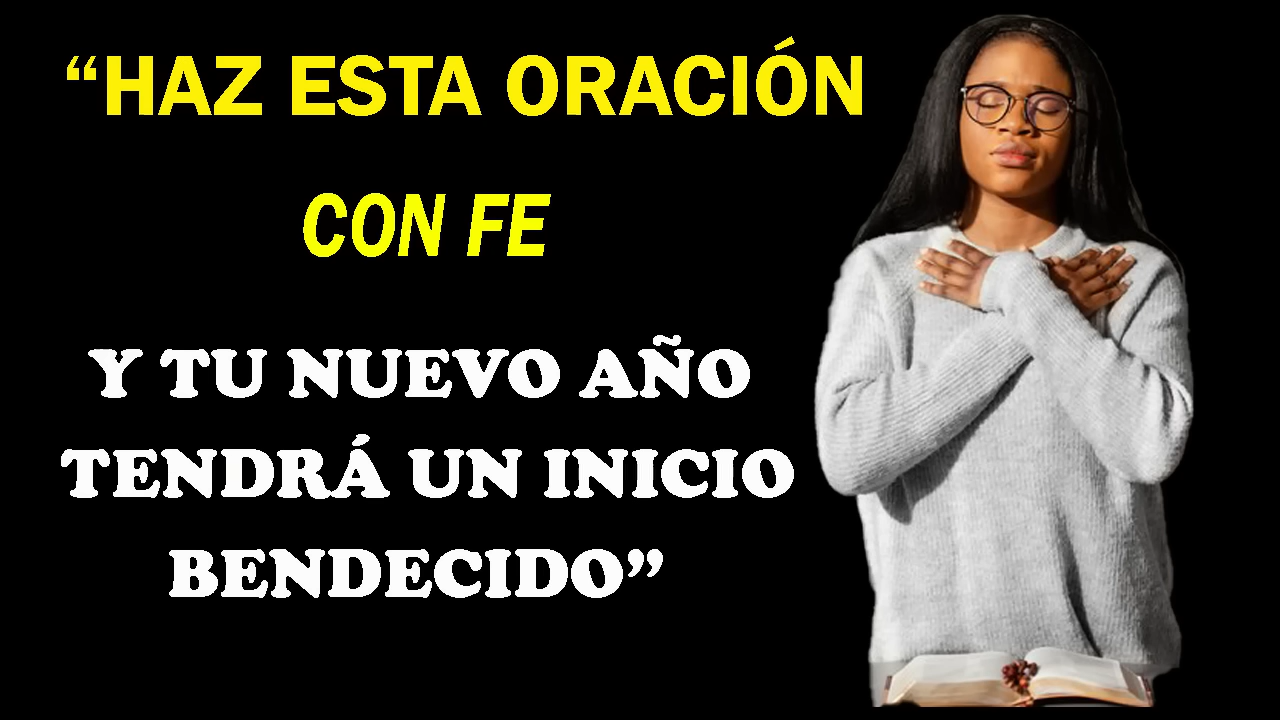 “HAZ ESTA ORACIÓN
CON FE
Y TU NUEVO AÑO
TENDRÁ UN INICIO
BENDECIDO”